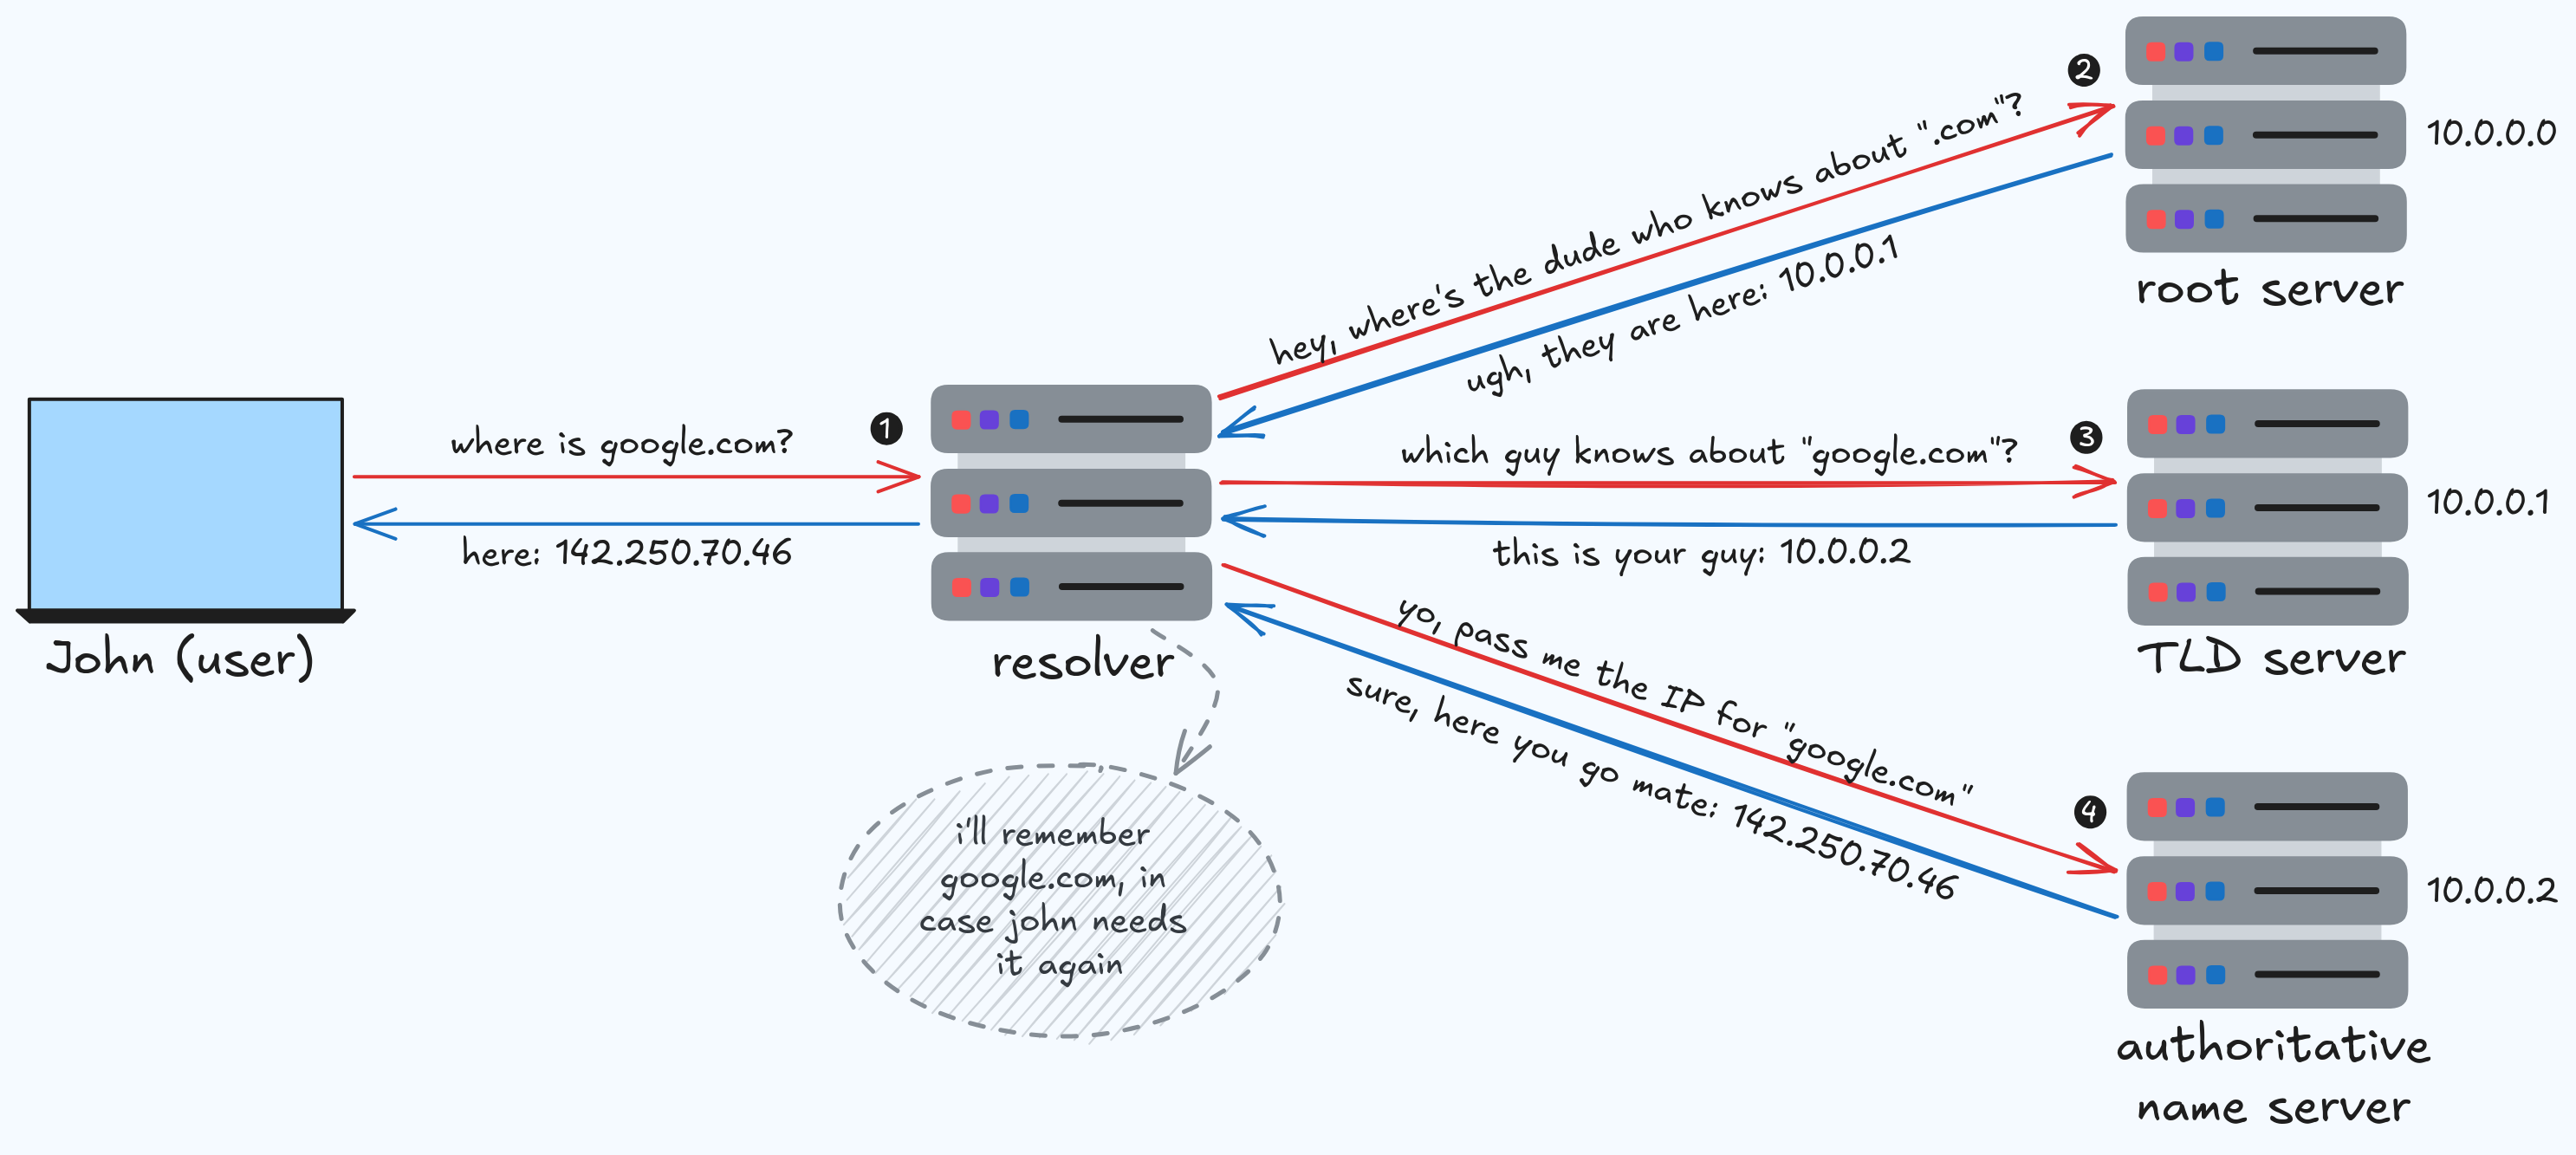 2
hey, where's the dude who knows about ".com"?
10.0.0.0
ugh, they are here: 10.0.0.1
root server
1
where is google.com?
here: 142.250.70.46
John (user)
resolver
3
which guy knows about "google.com"?
10.0.0.1
this is your guy: 10.0.0.2
TLD server
yo, pass me the IP for "google.com"
sure, here you go mate: 142.250.70.46
4
10.0.0.2
i'll remember
google.com, in
case john needs
it again
authoritative
name server